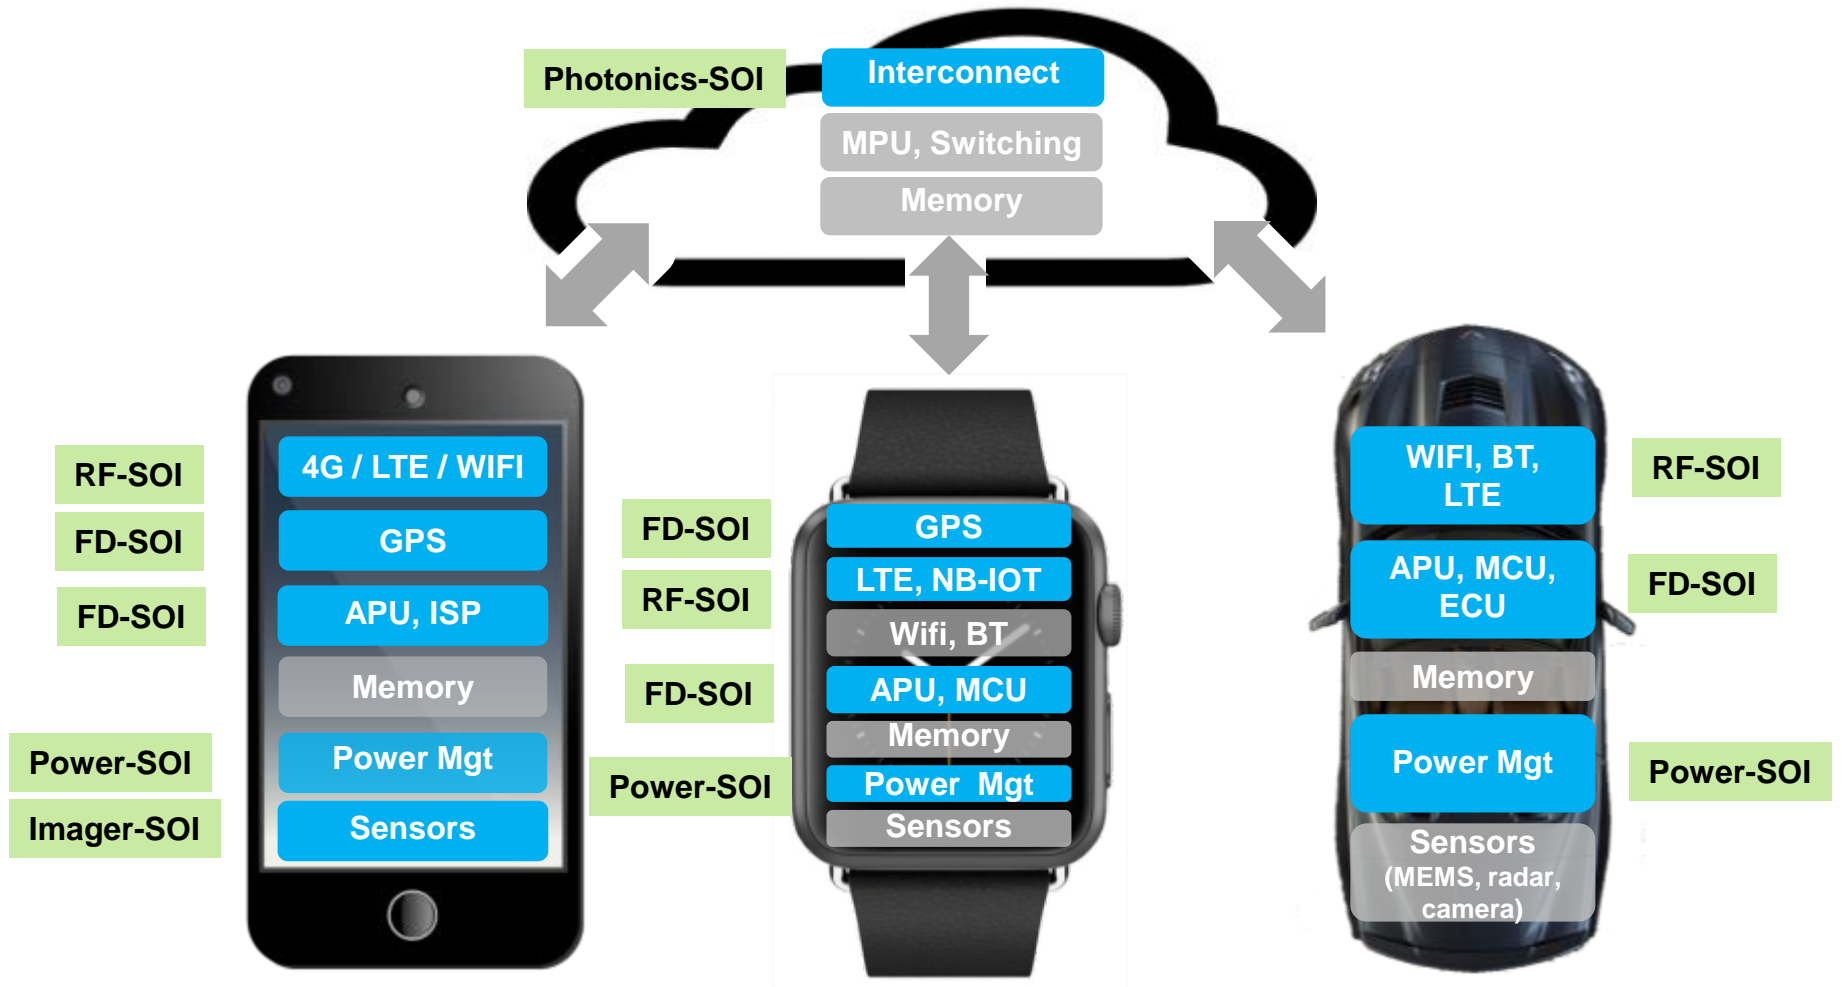 Photonics-SOI
Interconnect
MPU, Switching
Memory
RF-SOI
4G / LTE / WIFI
FD-SOI
GPS
FD-SOI
APU, ISP
Memory
Power-SOI
Power Mgt
Imager-SOI
Sensors
FD-SOI
GPS
RF-SOI
LTE, NB-IOT
Wifi, BT
FD-SOI
APU, MCU
Memory
Power-SOI
Power Mgt
Sensors
WIFI, BT,
LTE
RF-SOI
APU, MCU,
ECU
FD-SOI
Memory
Power Mgt
Power-SOI
Sensors
(MEMS, radar,
camera)